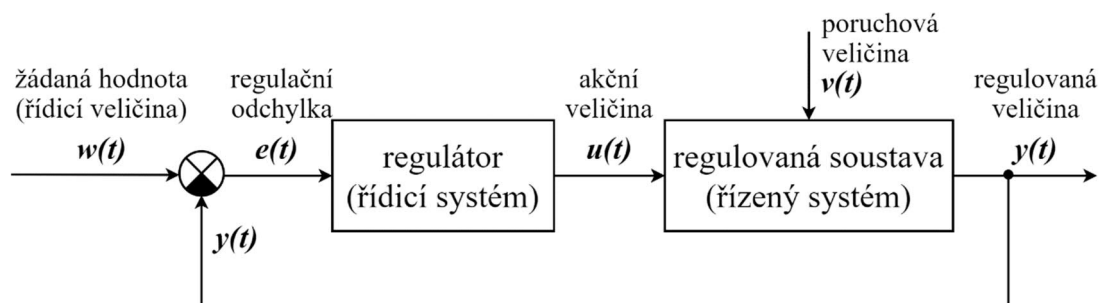 žádaná hodnota
(řídicí veličina)
w(t)
regulační
odchylka
e(t)
regulátor
(řídicí systém)
akční
veličina
u(t)
poruchová
veličina
v(t)
regulovaná soustava
(řízený systém)
regulovaná
veličina
y(t)
y(t)